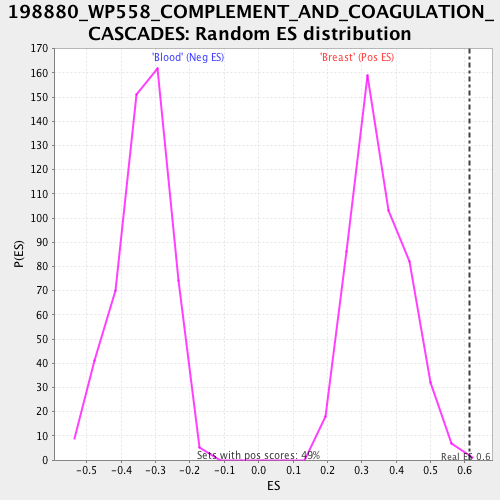 198880_WP558_COMPLEMENT_AND_COAGULATION_
CASCADES: Random ES distribution
'Blood' (Neg ES) 'Breast' (Pos ES)
170
160
150
140
130
120
110
100
90
80
70
60
50
40
30
20
10
0
P(ES)
Sets with pos scores: 49%
Real ES 0.6
-0.5 -0.4 -0.3 -0.2 -0.1 0.0 0.1 0.2 0.3 0.4 0.5 0.6
ES